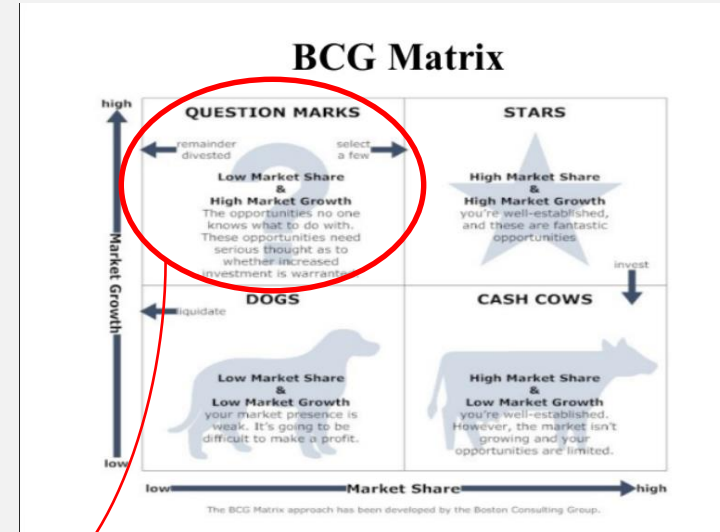 BCG Matrix
high
QUESTION MARKS
remainder
divested
select
a few
Low Market Share
&
High Market Growth
The opportunities no one
knows what to do with.
These opportunities need
serious thought as to
whether increased
investment is warranted
STARS
High Market Share
&
High Market Growth
you're well-established,
and these are fantastic
opportunities
invest
Market Growth
DOGS
liquidate
Low Market Share
&
Low Market Growth
your market presence is
weak. It's going to be
difficult to make a profit.
CASH COWS
High Market Share
&
Low Market Growth
you're well-established.
However, the market isn't
growing and your
opportunities are limited.
low
low
Market Share
high
The BCG Matrix approach has been developed by the Boston Consulting Group.